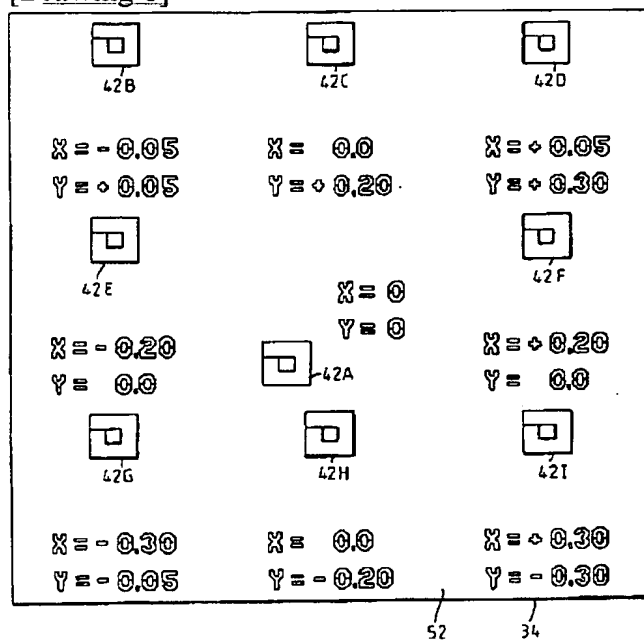 42B 42C 42D
X = - 0.05 X = 0.0 X = + 0.05
Y = + 0.05 Y = + 0.20 Y = + 0.30
42E 42F
X = 0
Y = 0
X = - 0.20 X = + 0.20
42A
Y = 0.0 Y = 0.0
42G 42H 42I
X = - 0.30 X = 0.0 X = + 0.30
Y = - 0.05 Y = - 0.20 Y = - 0.30
52 34